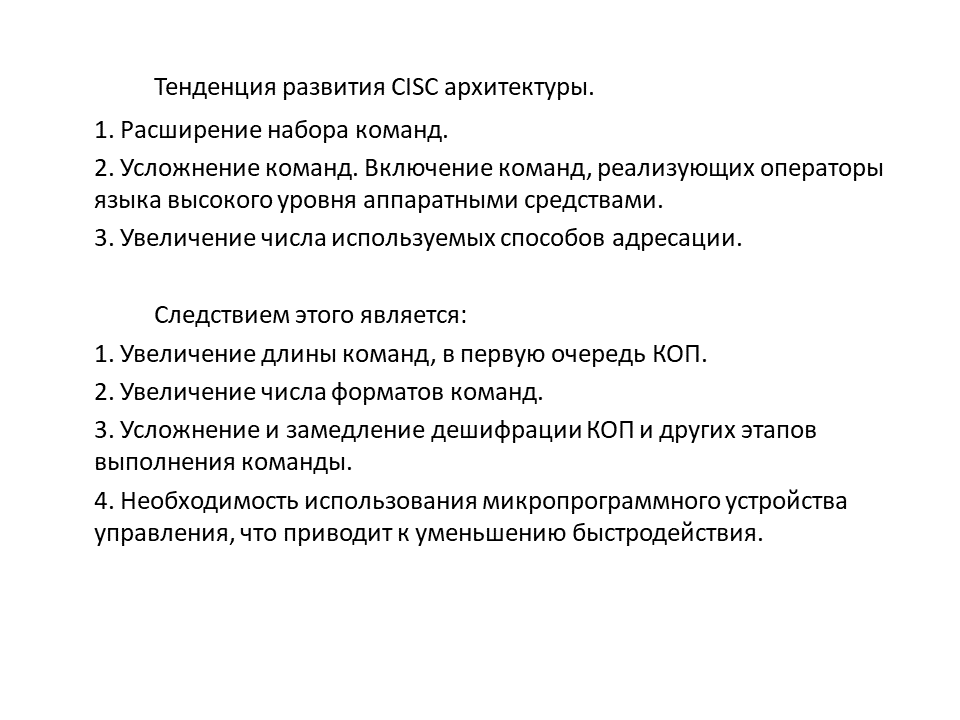 Тенденция развития CISC архитектуры.
1. Расширение набора команд.
2. Усложнение команд. Включение команд, реализующих операторы
языка высокого уровня аппаратными средствами.
3. Увеличение числа используемых способов адресации.
Следствием этого является:
1. Увеличение длины команд, в первую очередь КОП.
2. Увеличение числа форматов команд.
3. Усложнение и замедление дешифрации КОП и других этапов
выполнения команды.
4. Необходимость использования микропрограммного устройства
управления, что приводит к уменьшению быстродействия.